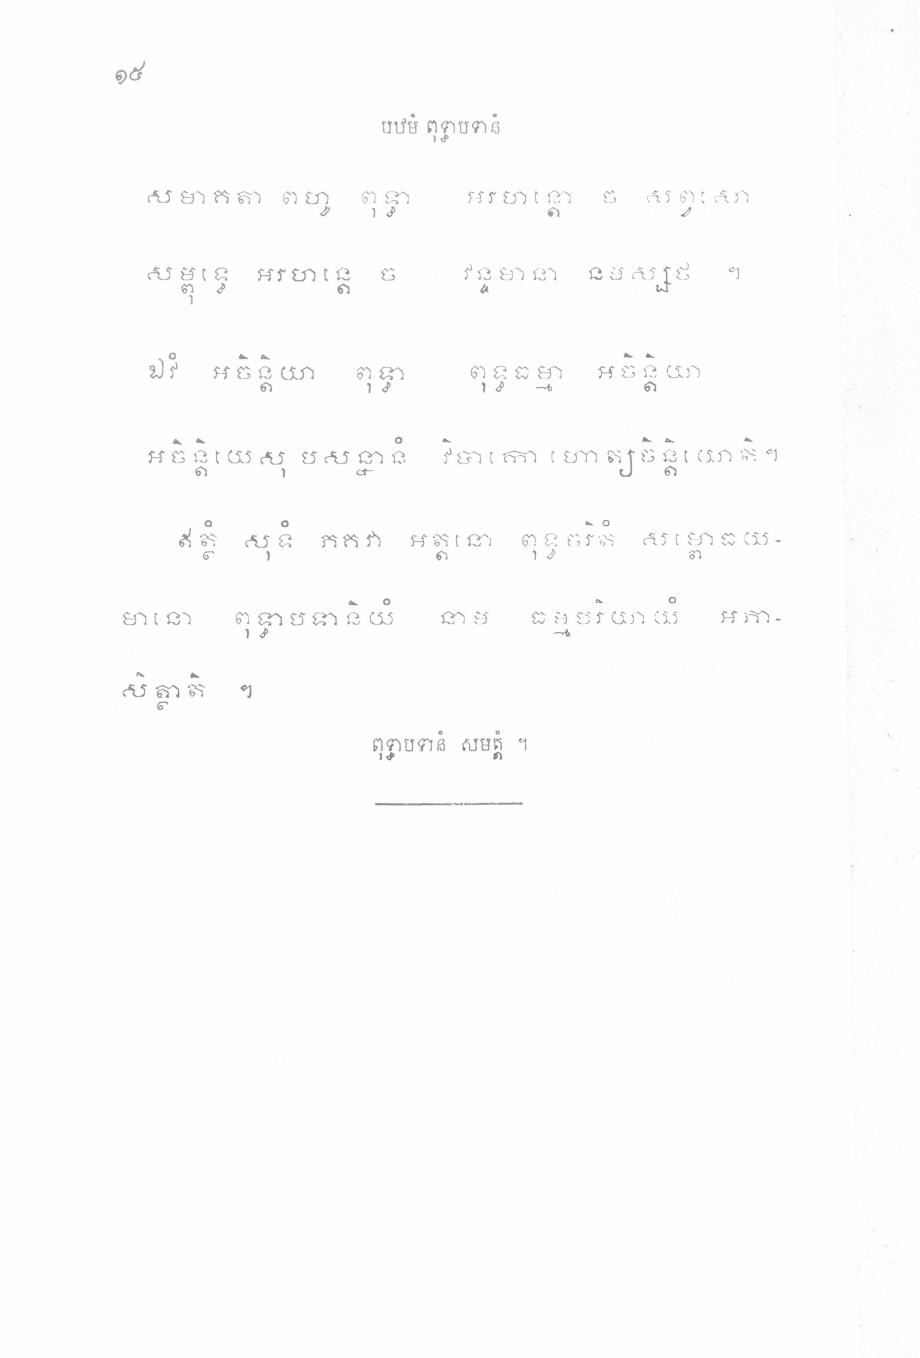 ១៥
បឋមំ ពុទ្ធាបទានំ
សមាគតា ពហូ ពុទ្ធា អរហន្តោ ច សព្វសោ
សម្ពុទ្ធេ អរហន្តេ ច វន្ទមានា នមស្សថ ។
ឯវំ អចិន្តិយា ពុទ្ធា ពុទ្ធធម្មា អចិន្តិយា
អចិន្តិយេសុ បសន្នានំ វិបាកោ ហោត្យចិន្តិយោតិ។
ឥត្ថំ សុទំ ភគវា អត្តនោ ពុទ្ធចរិតំ សម្ពោធយ-
មានោ ពុទ្ធាបទានិយំ នាម ធម្មបរិយាយំ អភា-
សិត្ថាតិ ។
ពុទ្ធាបទានំ សមត្តំ ។